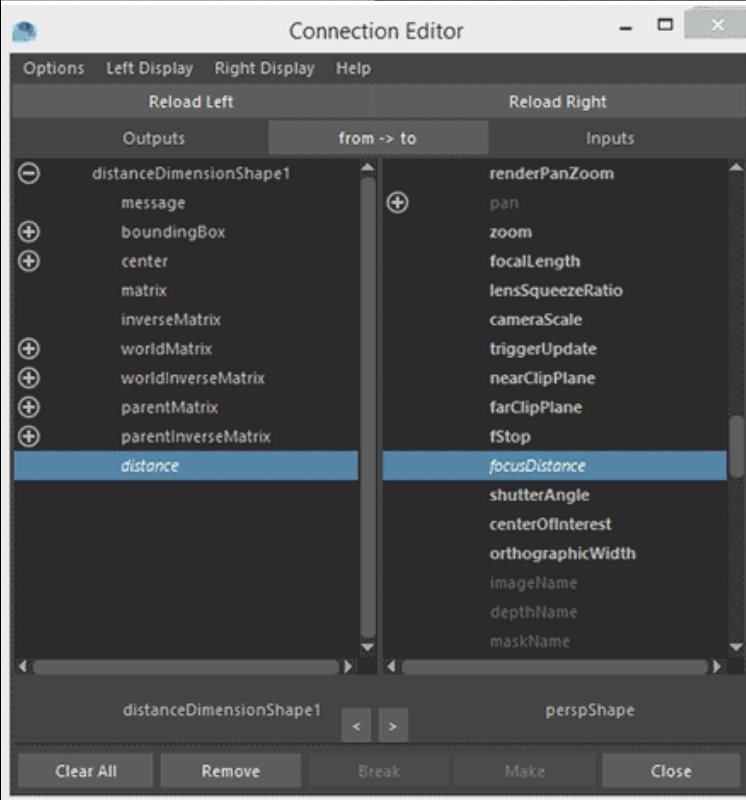 Connection Editor
Options Left Display Right Display Help
Reload Left Reload Right
Outputs from -> to Inputs
distanceDimensionShape1 renderPanZoom
message pan
boundingBox zoom
center focalLength
matrix lensSqueezeRatio
inverseMatrix cameraScale
worldMatrix triggerUpdate
worldInverseMatrix nearClipPlane
parentMatrix farClipPlane
parentInverseMatrix fStop
distance focusDistance
shutterAngle
centerOfInterest
orthographicWidth
imageName
depthName
maskName
distanceDimensionShape1 < > perspShape
Clear All Remove Break Make Close